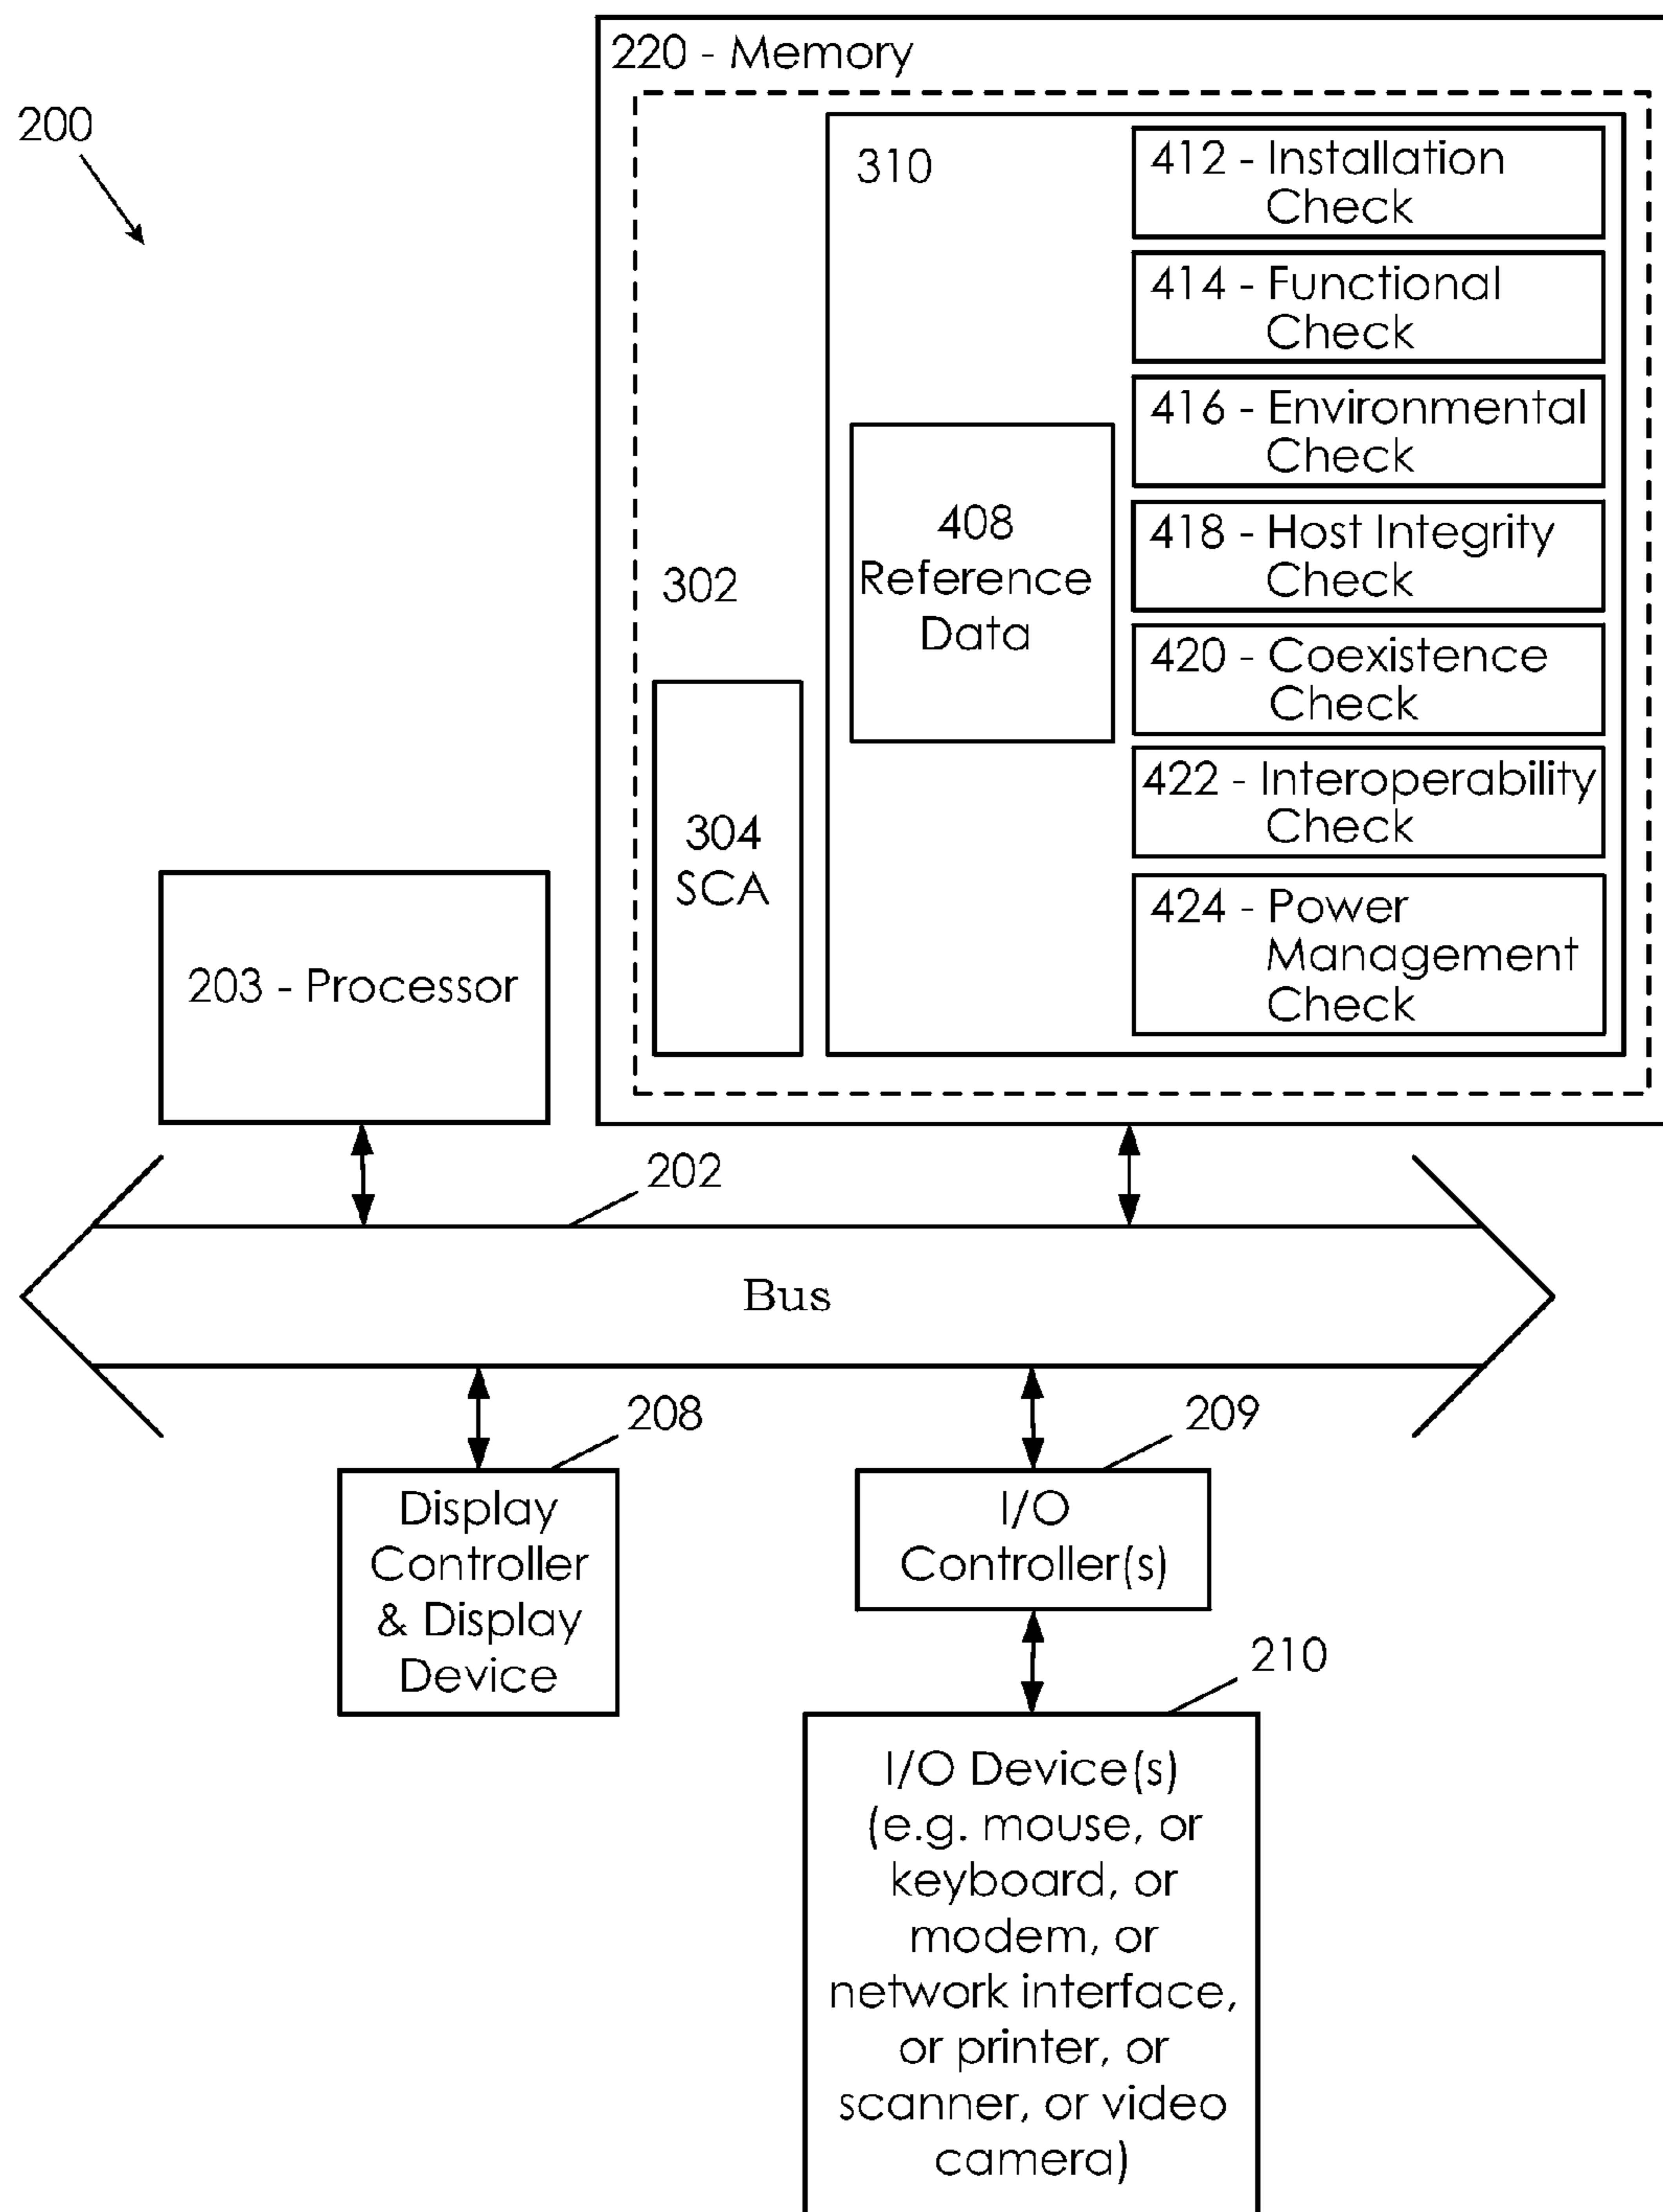 220 - Memory
200
310
412 - Installation
Check
414 - Functional
Check
416 - Environmental
Check
408
Reference
Data
418 - Host Integrity
Check
302
420 - Coexistence
Check
422 - Interoperability
Check
304
SCA
424 - Power
Management
Check
203 - Processor
202
Bus
208
209
Display
Controller
& Display
Device
I/O
Controller(s)
210
I/O Device(s)
(e.g. mouse, or
keyboard, or
modem, or
network interface,
or printer, or
scanner, or video
camera)